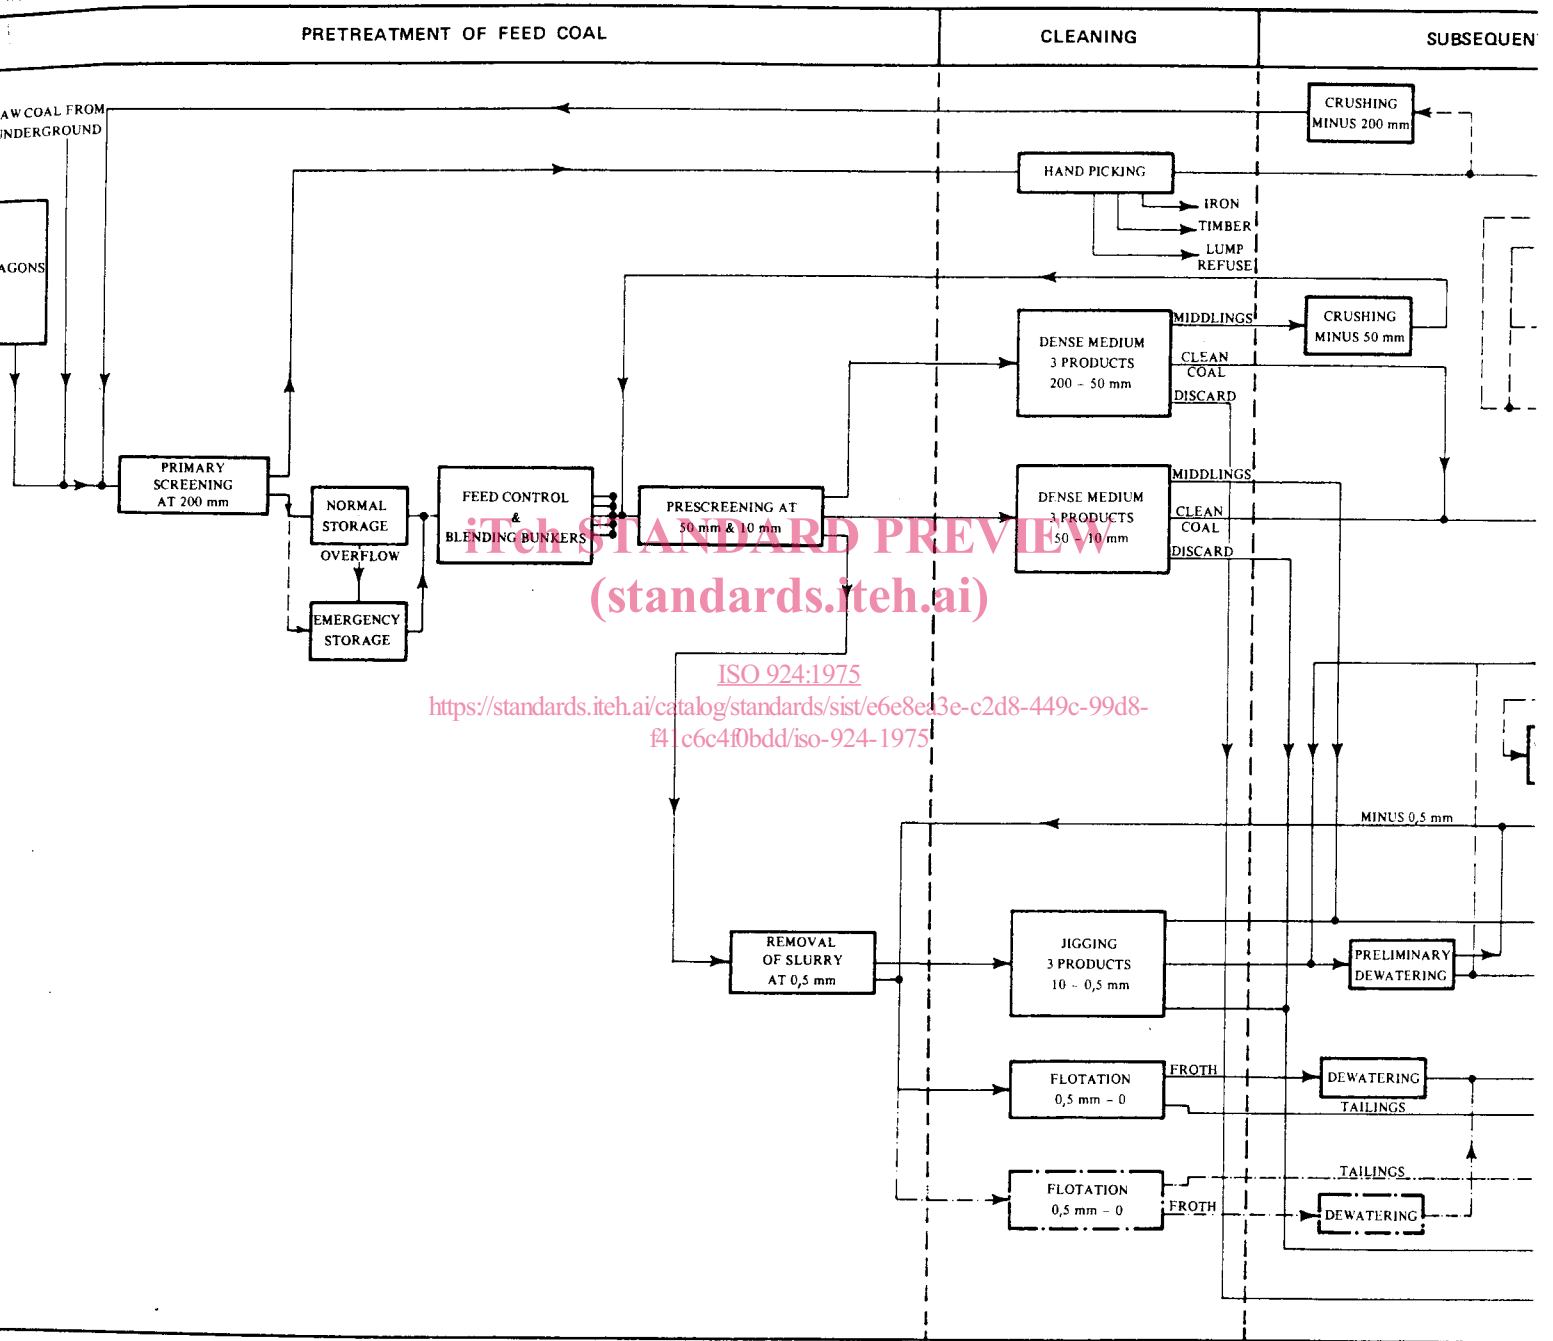 PRETREATMENT OF FEED COAL
CLEANING
SUBSEQUEN
AW COAL FROM
UNDERGROUND
CRUSHING
MINUS 200 mm
HAND PICKING
IRON
TIMBER
LUMP
REFUSE
AGONS
MIDDLINGS
CRUSHING
MINUS 50 mm
DENSE MEDIUM
3 PRODUCTS
200 – 50 mm
CLEAN
COAL
DISCARD
PRIMARY
SCREENING
AT 200 mm
NORMAL
STORAGE
OVERFLOW
EMERGENCY
STORAGE
FEED CONTROL
&
BLENDING BUNKERS
PRESCREENING AT
50 mm & 10 mm
DENSE MEDIUM
3 PRODUCTS
50 – 10 mm
MIDDLINGS
CLEAN
COAL
DISCARD
iTeh STANDARD PREVIEW
(standards.iteh.ai)
ISO 924:1975
https://standards.iteh.ai/catalog/standards/sist/e6e8ea3e-c2d8-449c-99d8-
f41c6c4f0bdd/iso-924-1975
MINUS 0,5 mm
REMOVAL
OF SLURRY
AT 0,5 mm
JIGGING
3 PRODUCTS
10 – 0,5 mm
PRELIMINARY
DEWATERING
FLOTATION
0,5 mm – 0
FROTH
DEWATERING
TAILINGS
FLOTATION
0,5 mm – 0
TAILINGS
FROTH
DEWATERING